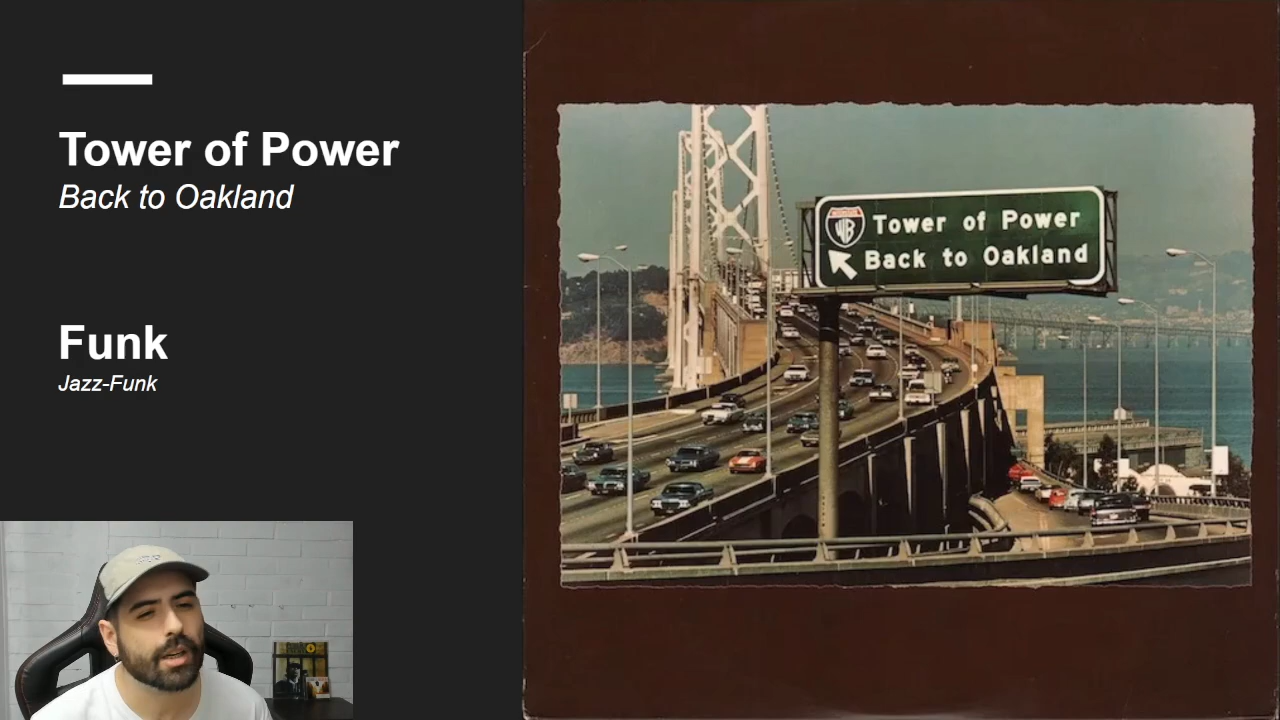 Tower of Power
Back to Oakland
Funk
Jazz-Funk
WB Tower of Power
Back to Oakland